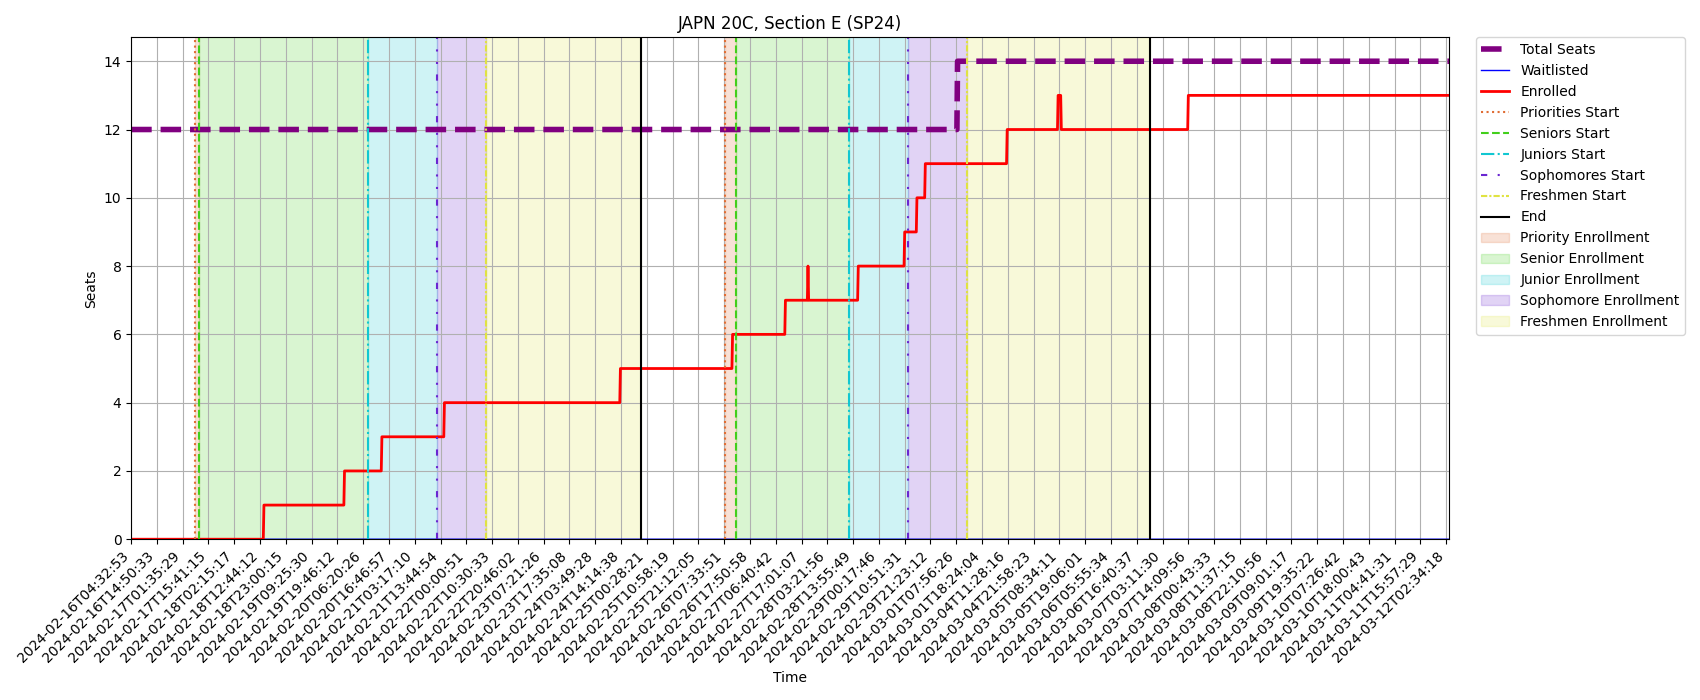 JAPN 20C, Section E (SP24)
14
12
10
8
6
4
2
0
Seats
2024-02-16T04:32:53
2024-02-16T14:50:33
2024-02-17T01:35:29
2024-02-17T15:41:15
2024-02-18T02:15:17
2024-02-18T12:44:12
2024-02-18T23:00:15
2024-02-19T09:25:30
2024-02-19T19:46:12
2024-02-20T06:20:26
2024-02-20T16:46:57
2024-02-21T03:17:10
2024-02-21T13:44:54
2024-02-22T00:00:51
2024-02-22T10:30:33
2024-02-22T20:46:02
2024-02-23T07:21:26
2024-02-23T17:35:08
2024-02-24T03:49:28
2024-02-24T14:14:38
2024-02-25T00:28:21
2024-02-25T10:58:19
2024-02-25T21:12:05
2024-02-26T07:33:51
2024-02-26T17:50:58
2024-02-27T06:40:42
2024-02-27T17:01:07
2024-02-28T03:21:56
2024-02-28T13:55:49
2024-02-29T00:17:46
2024-02-29T10:51:31
2024-02-29T21:23:12
2024-03-01T07:56:26
2024-03-01T18:24:04
2024-03-04T11:28:16
2024-03-04T21:58:23
2024-03-05T08:34:11
2024-03-05T19:06:01
2024-03-06T05:55:34
2024-03-06T16:40:37
2024-03-07T03:11:30
2024-03-07T14:09:56
2024-03-08T00:43:33
2024-03-08T11:37:15
2024-03-08T22:10:56
2024-03-09T09:01:17
2024-03-09T19:35:22
2024-03-10T07:26:42
2024-03-10T18:00:43
2024-03-11T04:41:31
2024-03-11T15:57:29
2024-03-12T02:34:18
Time
Total Seats
Waitlisted
Enrolled
Priorities Start
Seniors Start
Juniors Start
Sophomores Start
Freshmen Start
End
Priority Enrollment
Senior Enrollment
Junior Enrollment
Sophomore Enrollment
Freshmen Enrollment